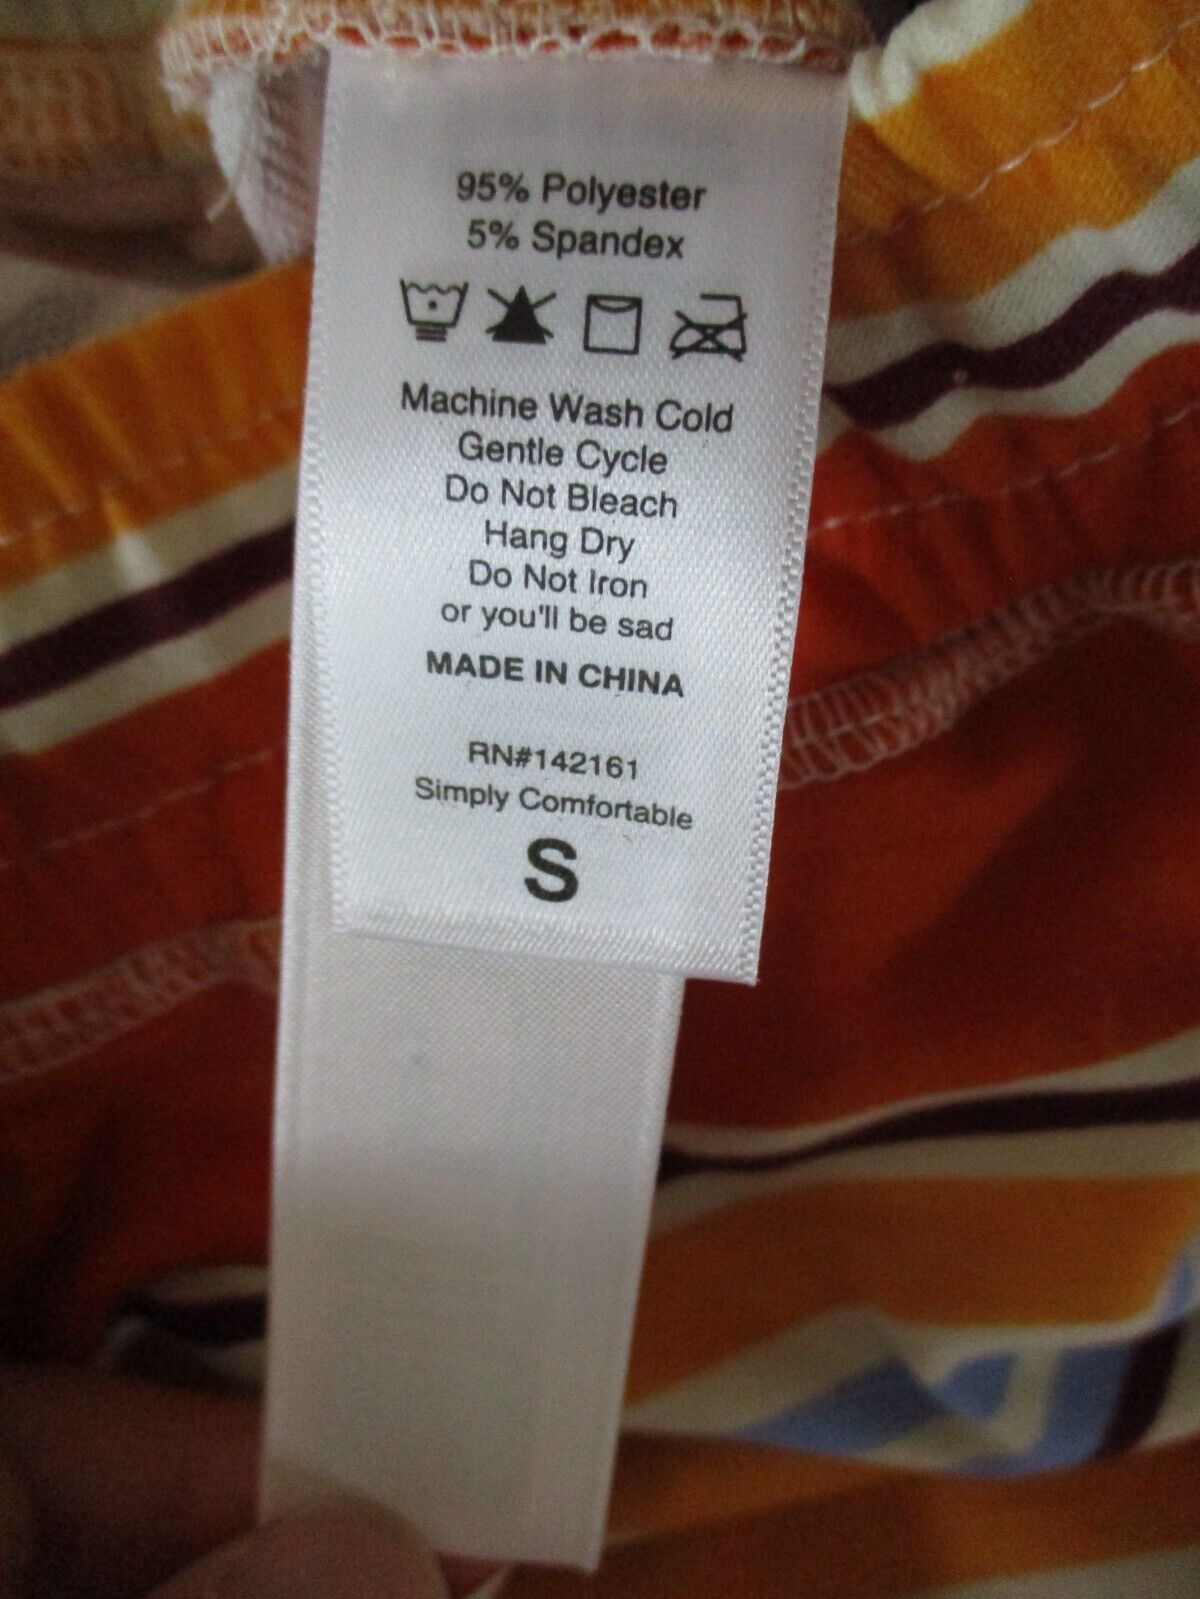 95% Polyester
5% Spandex
Machine Wash Cold
Gentle Cycle
Do Not Bleach
Hang Dry
Do Not Iron
or you'll be sad
MADE IN CHINA
RN#142161
Simply Comfortable
S